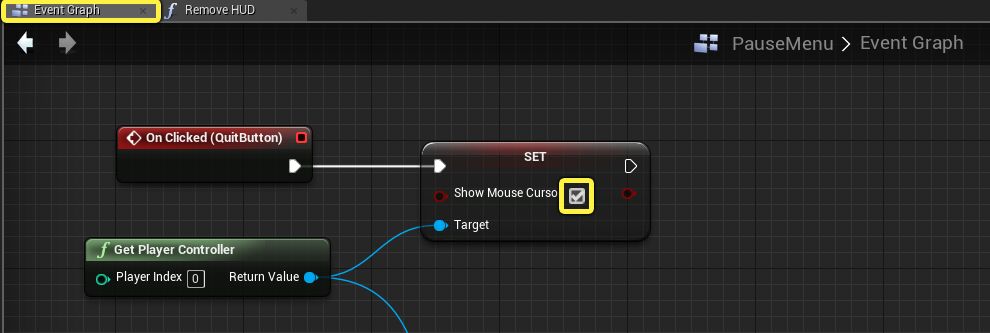 Event Graph
Remove HUD
PauseMenu > Event Graph
On Clicked (QuitButton)
SET
Show Mouse Curso
Target
Get Player Controller
Player Index 0 Return Value